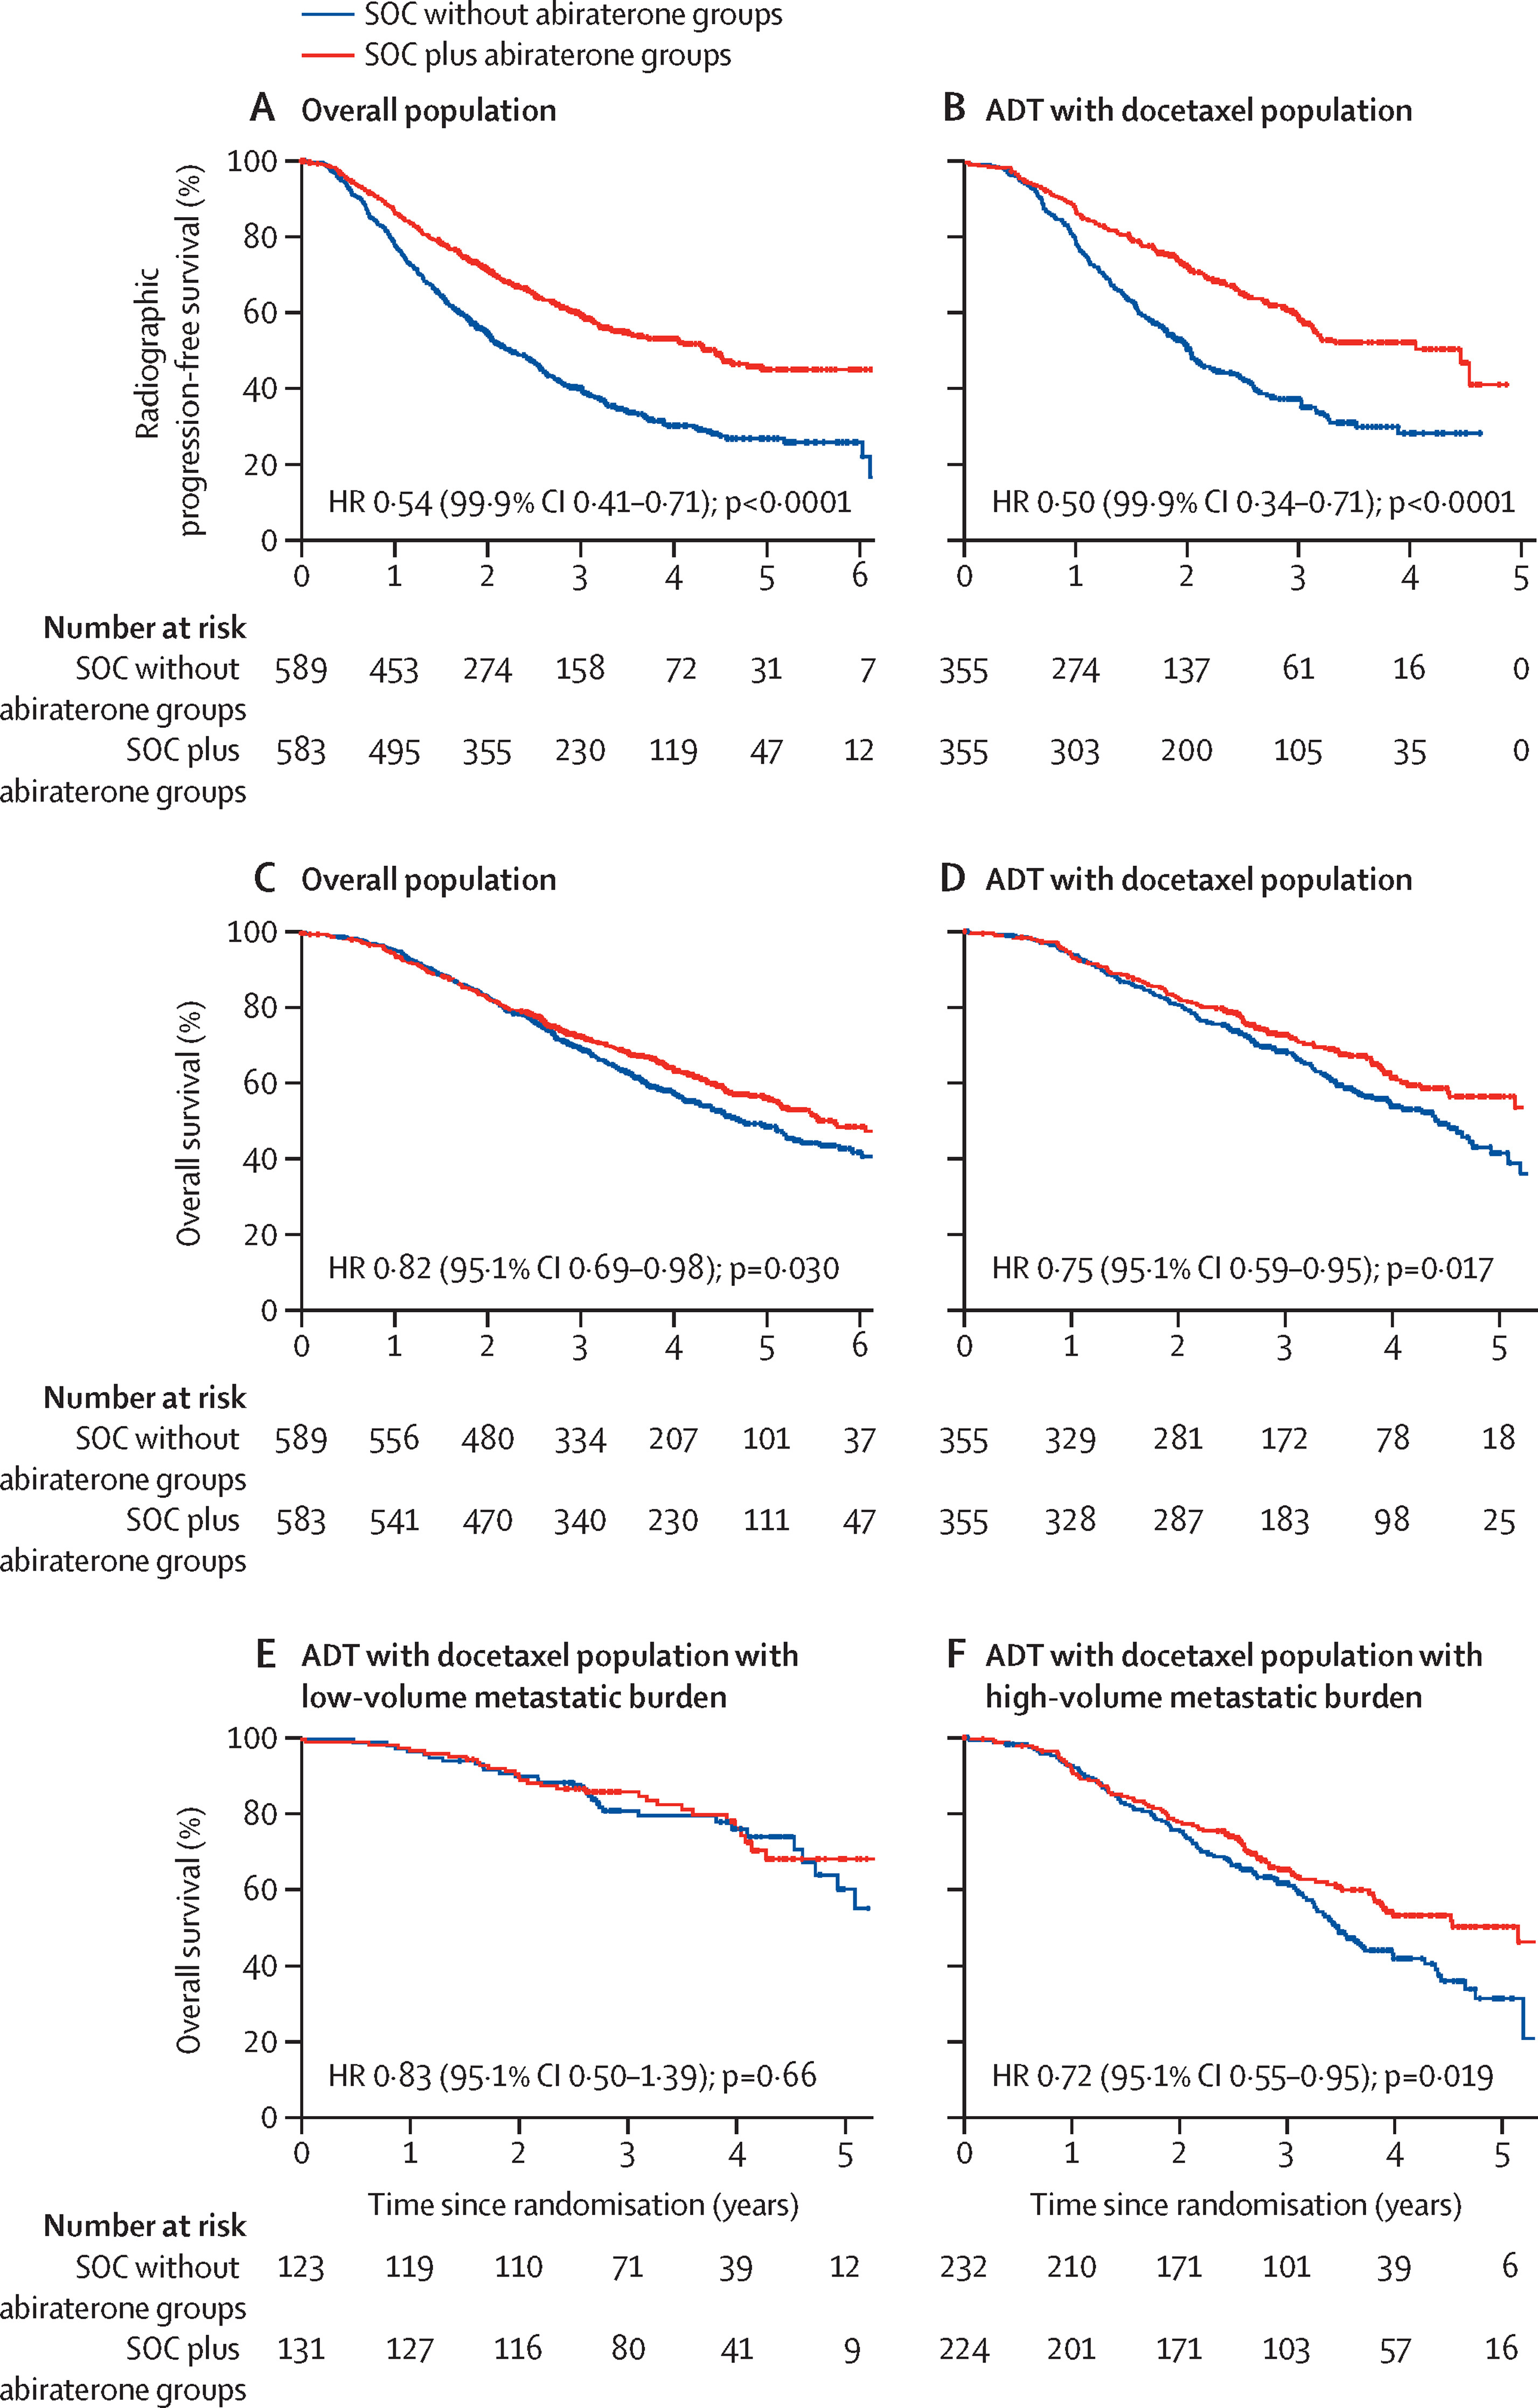 SOC without abiraterone groups
SOC plus abiraterone groups
A Overall population
Radiographic
progression-free survival (%)
100
80
60
40
20
0
HR 0·54 (99·9% CI 0·41–0·71); p<0·0001
0 1 2 3 4 5 6
B ADT with docetaxel population
HR 0·50 (99·9% CI 0·34–0·71); p<0·0001
0 1 2 3 4 5
Number at risk
SOC without 589 453 274 158 72 31 7 355 274 137 61 16 0
abiraterone groups
SOC plus 583 495 355 230 119 47 12 355 303 200 105 35 0
abiraterone groups
C Overall population
Overall survival (%)
100
80
60
40
20
0
HR 0·82 (95·1% CI 0·69–0·98); p=0·030
0 1 2 3 4 5 6
D ADT with docetaxel population
HR 0·75 (95·1% CI 0·59–0·95); p=0·017
0 1 2 3 4 5
Number at risk
SOC without 589 556 480 334 207 101 37 355 329 281 172 78 18
abiraterone groups
SOC plus 583 541 470 340 230 111 47 355 328 287 183 98 25
abiraterone groups
E ADT with docetaxel population with
low-volume metastatic burden
Overall survival (%)
100
80
60
40
20
0
HR 0·83 (95·1% CI 0·50–1·39); p=0·66
0 1 2 3 4 5
Time since randomisation (years)
F ADT with docetaxel population with
high-volume metastatic burden
HR 0·72 (95·1% CI 0·55–0·95); p=0·019
0 1 2 3 4 5
Time since randomisation (years)
Number at risk
SOC without 123 119 110 71 39 12 232 210 171 101 39 6
abiraterone groups
SOC plus 131 127 116 80 41 9 224 201 171 103 57 16
abiraterone groups